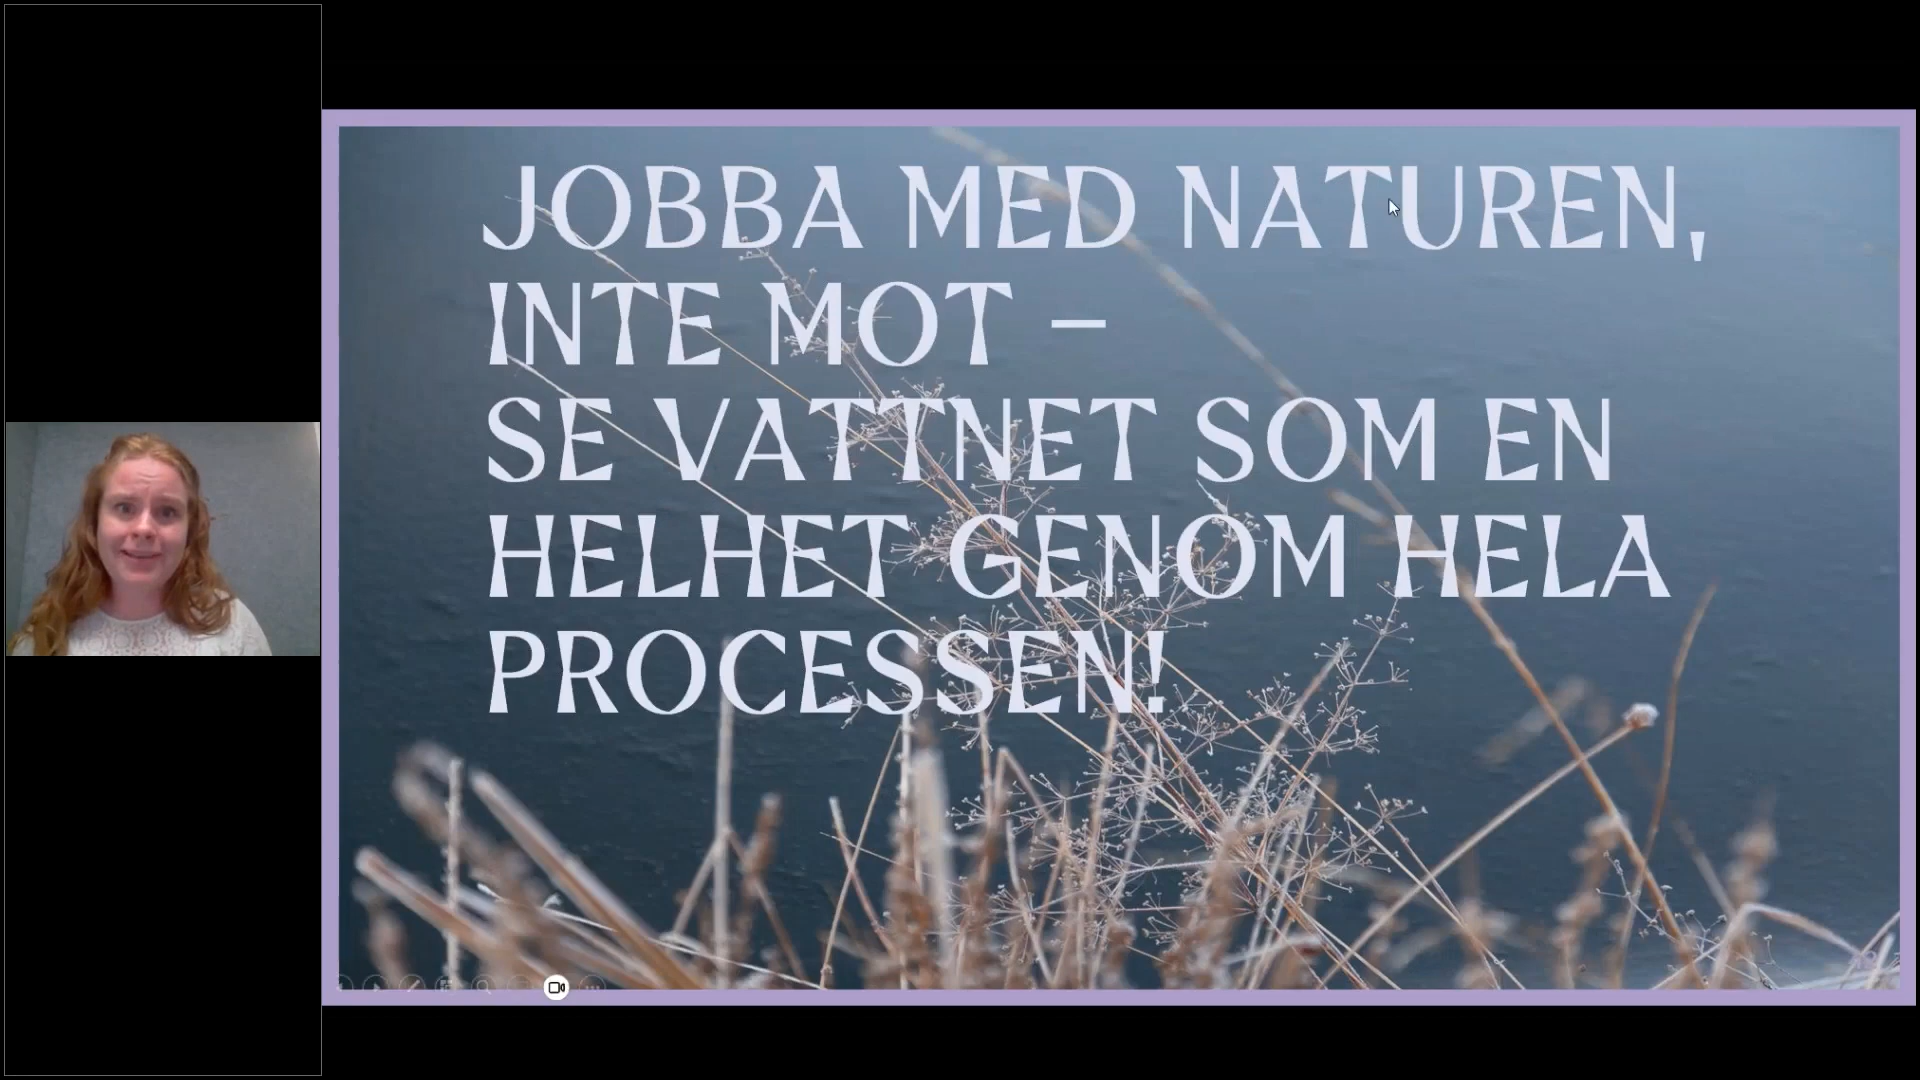 JOBBA MED NATUREN,
INTE MOT –
SE VATTNET SOM EN
HELHET GENOM HELA
PROCESSEN!